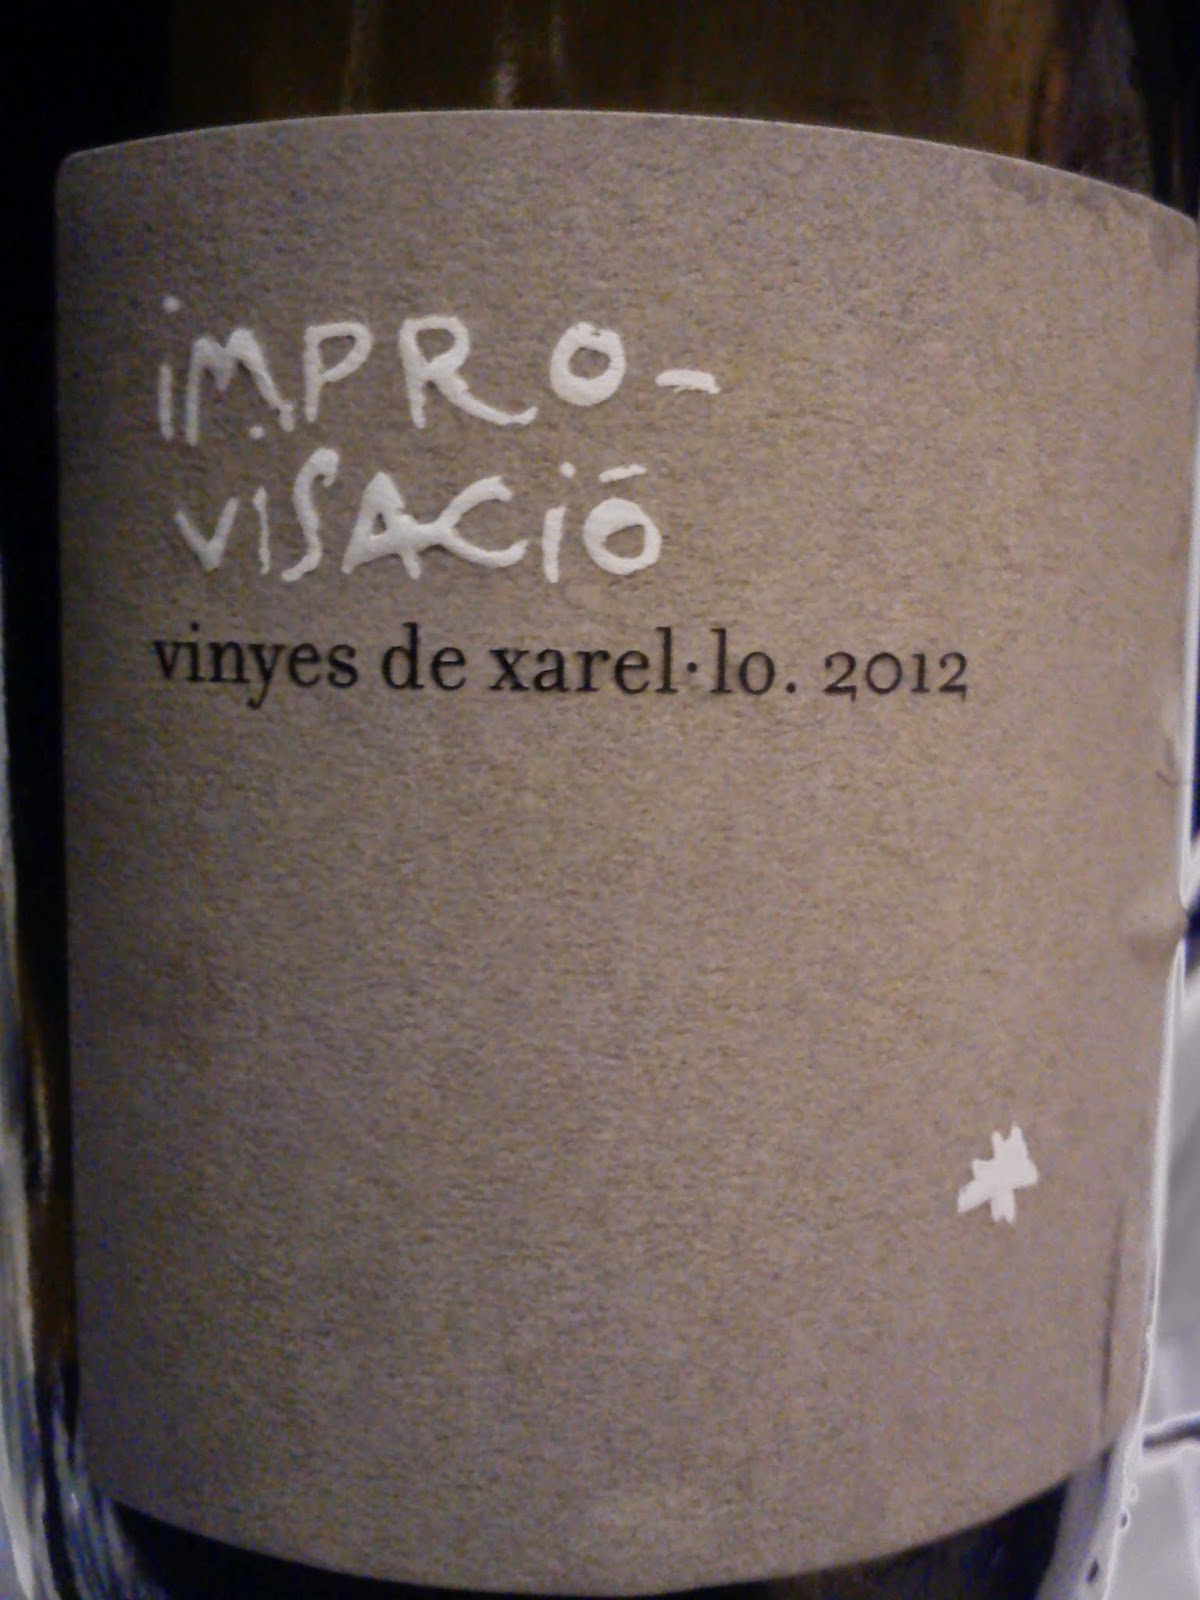 iMPRO-
VISACIÓ
vinyes de xarel·lo. 2012